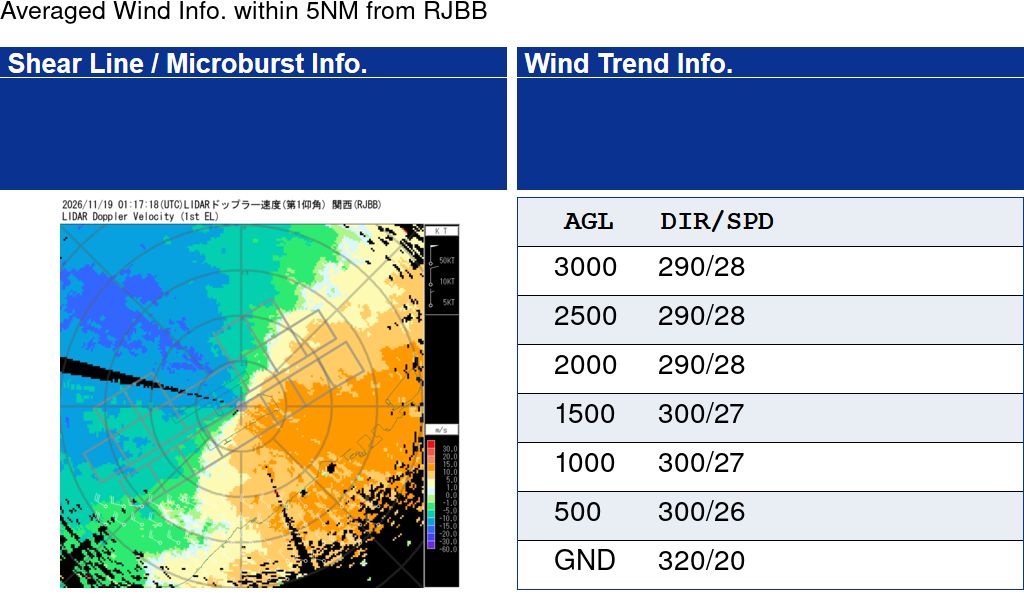 Averaged Wind Info. within 5NM from RJBB
Shear Line / Microburst Info.
Wind Trend Info.
2026/11/19 01:17:18(UTC)LIDARドップラー速度(第1仰角) 関西(RJBB)
LIDAR Doppler Velocity (1st EL)
KT
50KT
10KT
5KT
m/s
30.0
20.0
15.0
10.0
5.0
1.0
0.0
-1.0
-5.0
-10.0
-15.0
-20.0
-30.0
-60.0
AGL DIR/SPD
3000 290/28
2500 290/28
2000 290/28
1500 300/27
1000 300/27
500 300/26
GND 320/20